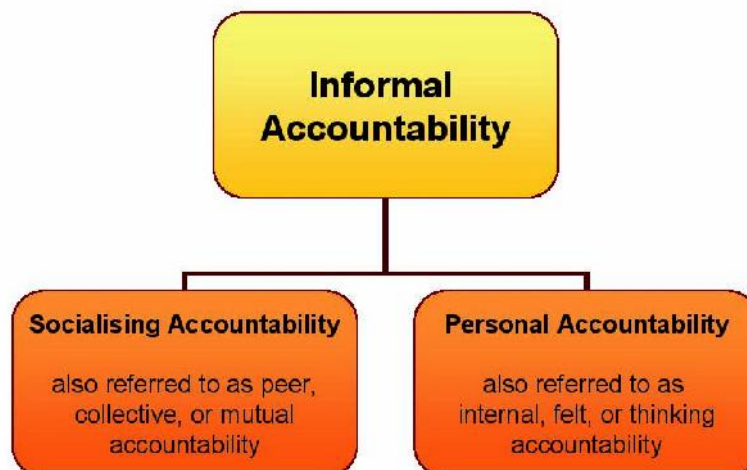 Informal
Accountability
Socialising Accountability
also referred to as peer,
collective, or mutual
accountability
Personal Accountability
also referred to as
internal, felt, or thinking
accountability